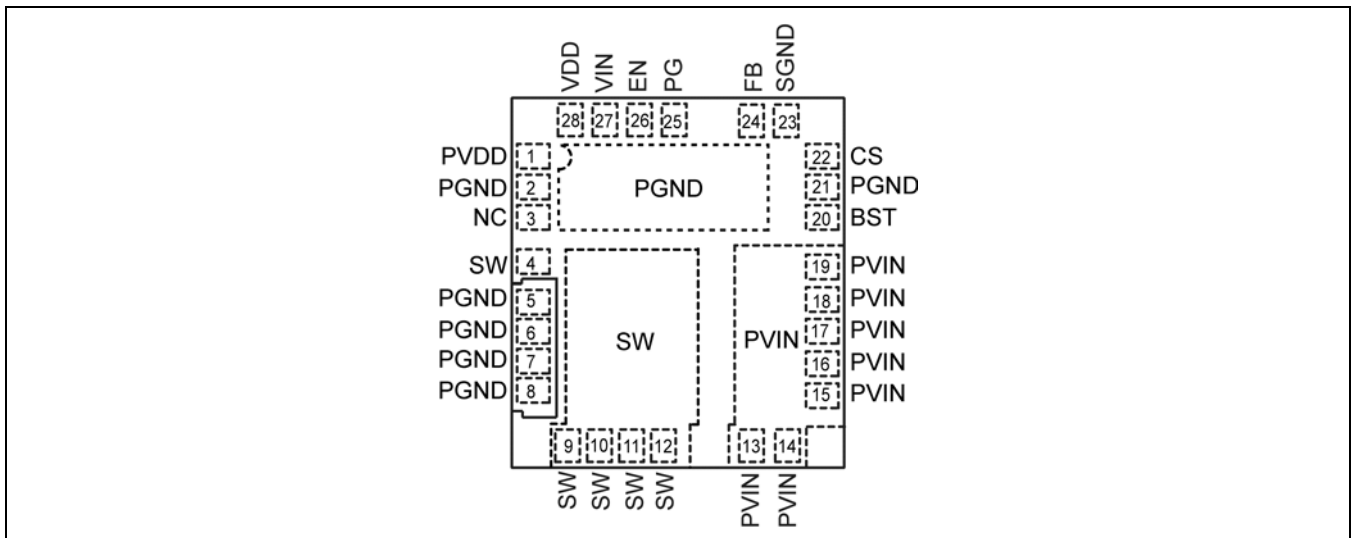 VDD VIN EN PG FB SGND
28 27 26 25 24 23
PVDD 1 22 CS
PGND 2 PGND 21 PGND
NC 3 20 BST
SW 4 19 PVIN
PGND 5 18 PVIN
PGND 6 SW PVIN 17 PVIN
PGND 7 16 PVIN
PGND 8 15 PVIN
9 10 11 12 13 14
SW SW SW SW PVIN PVIN